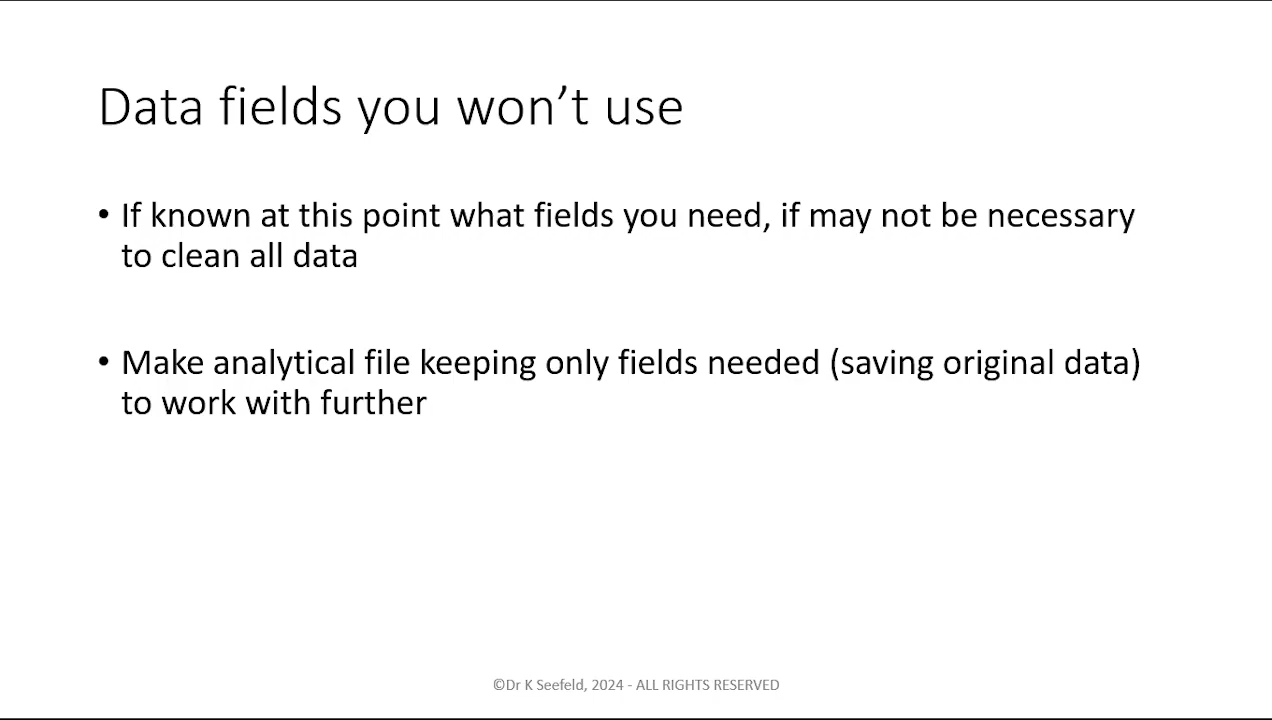 Data fields you won’t use
• If known at this point what fields you need, if may not be necessary
to clean all data
• Make analytical file keeping only fields needed (saving original data)
to work with further
©Dr K Seefeld, 2024 - ALL RIGHTS RESERVED